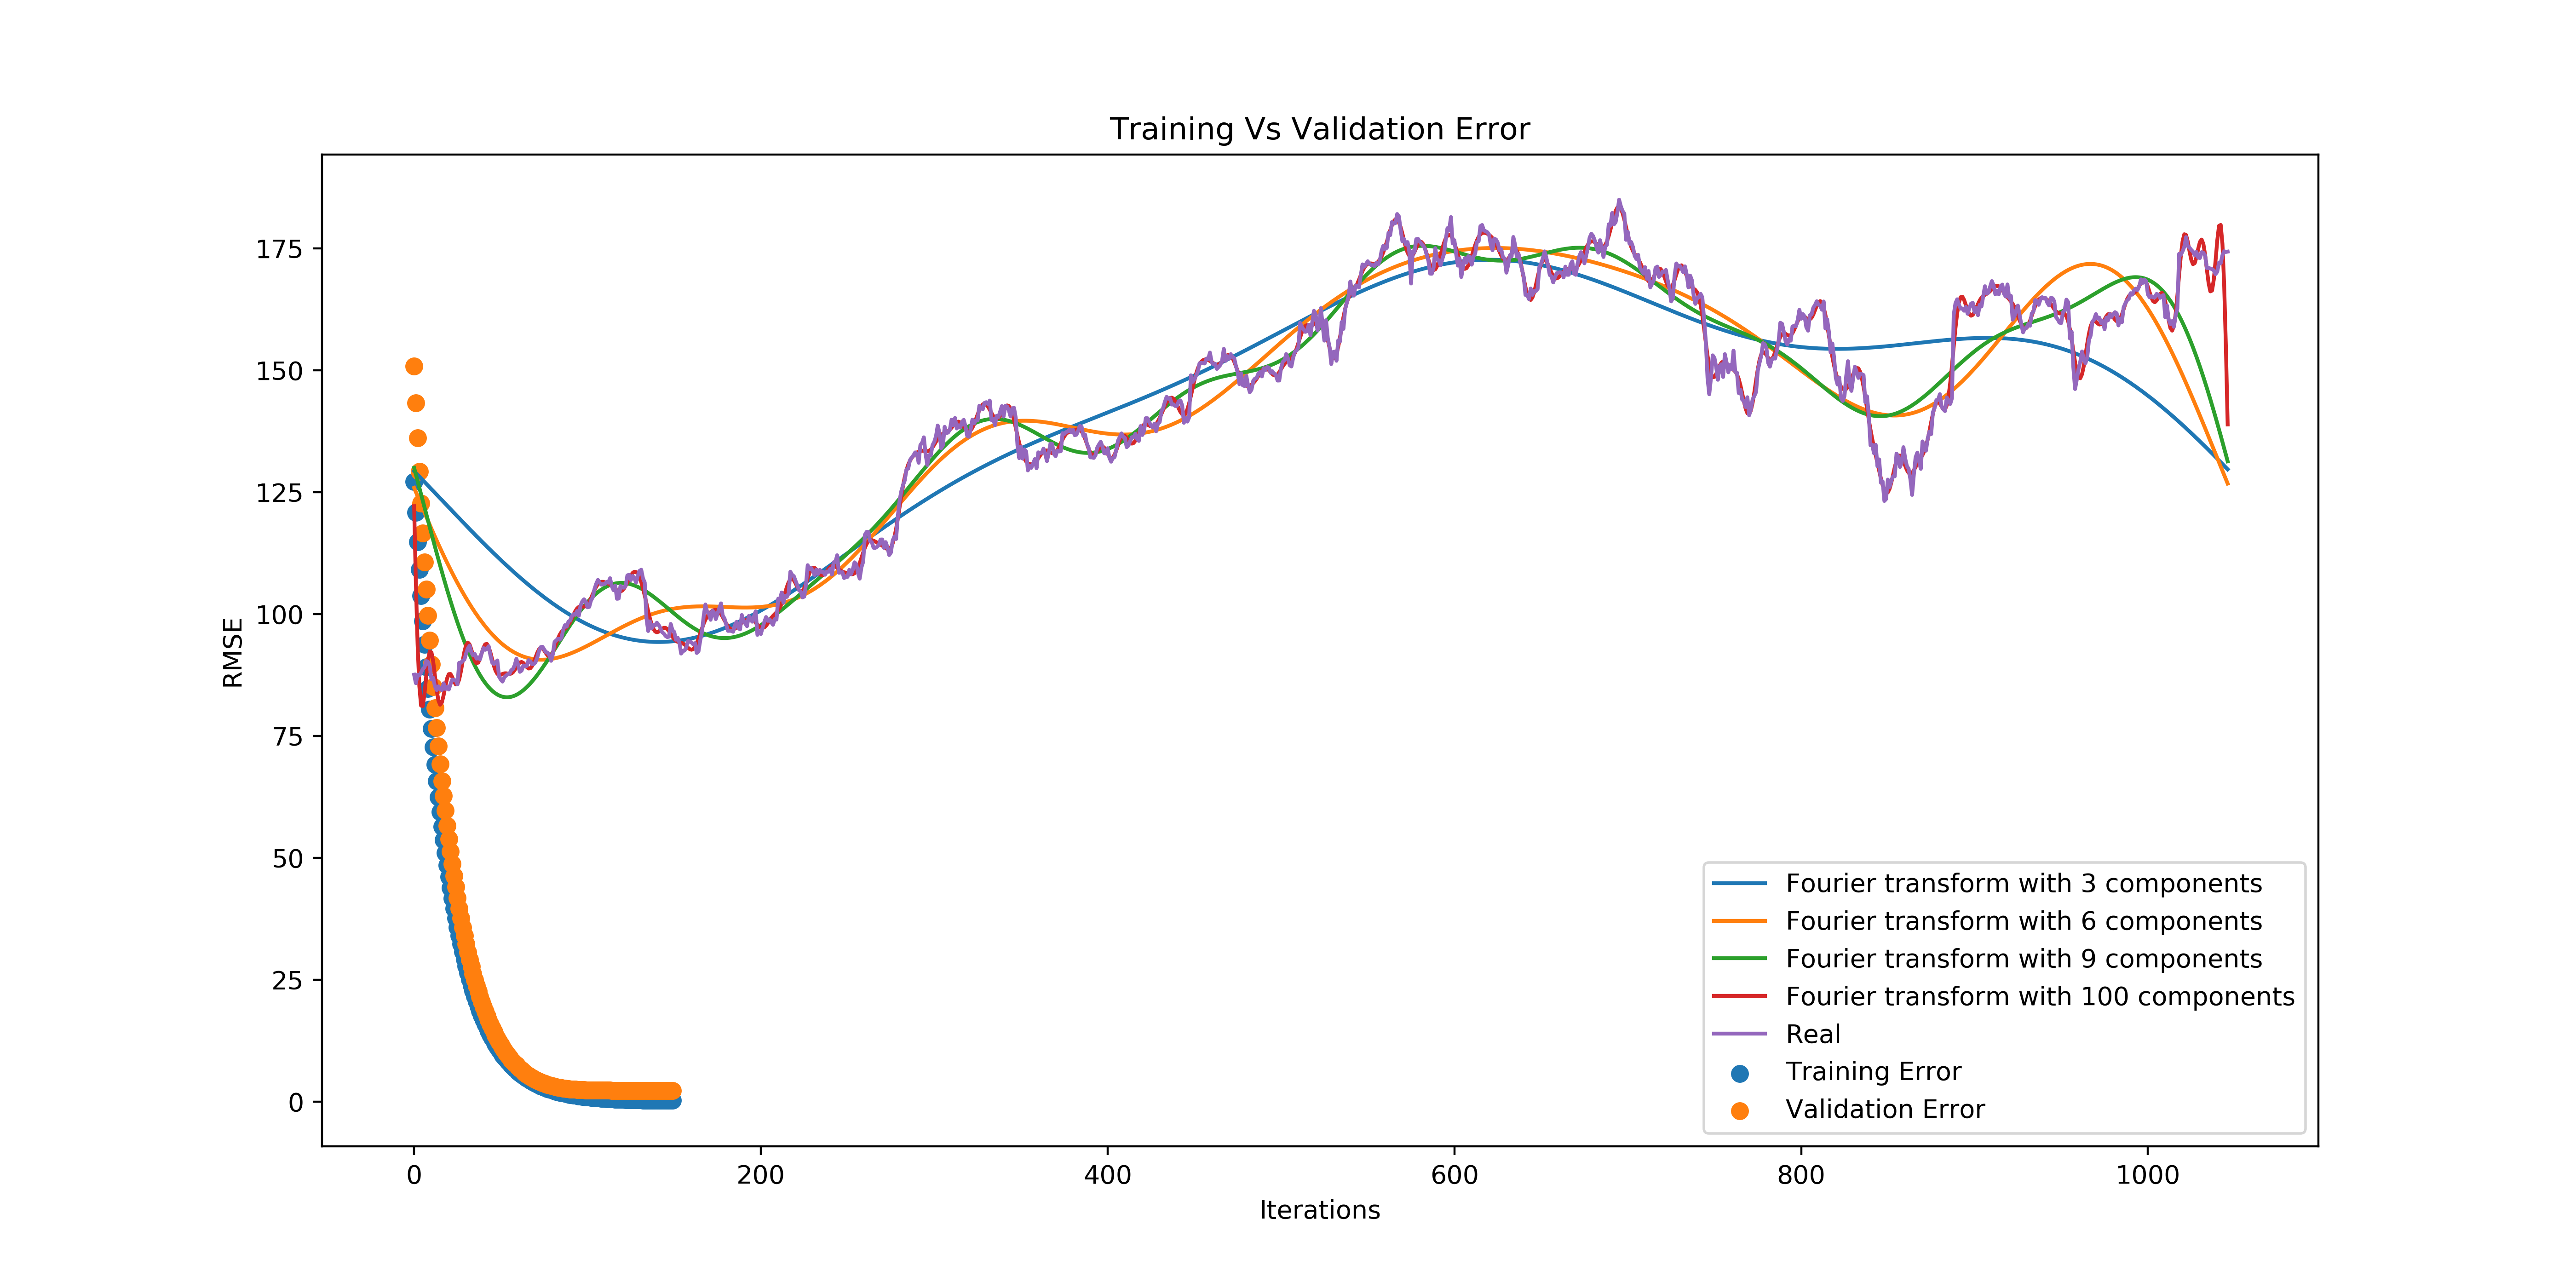 Training Vs Validation Error
175
150
125
100
75
50
25
0
RMSE
0 200 400 600 800 1000
Iterations
Fourier transform with 3 components
Fourier transform with 6 components
Fourier transform with 9 components
Fourier transform with 100 components
Real
Training Error
Validation Error